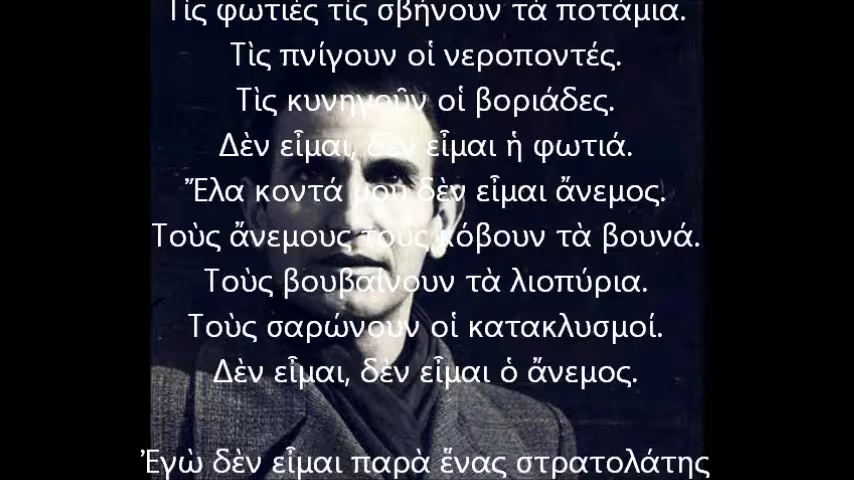 Τὶς φωτιὲς τὶς σβήνουν τὰ ποτάμια.
Τὶς πνίγουν οἱ νεροποντές.
Τὶς κυνηγοῦν οἱ βοριάδες.
Δὲν εἶμαι, δὲν εἶμαι ἡ φωτιά.
Ἔλα κοντά μου δὲν εἶμαι ἄνεμος.
Τοὺς ἄνεμους τοὺς κόβουν τὰ βουνά.
Τοὺς βουβαίνουν τὰ λιοπύρια.
Τοὺς σαρώνουν οἱ κατακλυσμοί.
Δὲν εἶμαι, δὲν εἶμαι ὁ ἄνεμος.
Ἐγὼ δὲν εἶμαι παρὰ ἕνας στρατολάτης